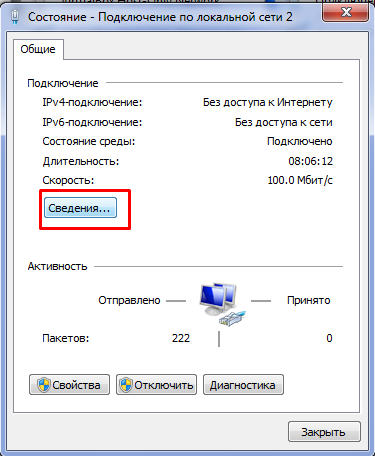 Состояние - Подключение по локальной сети 2
Общие
Подключение
IPv4-подключение: Без доступа к Интернету
IPv6-подключение: Без доступа к сети
Состояние среды: Подключено
Длительность: 08:06:12
Скорость: 100.0 Мбит/с
Сведения...
Активность
Отправлено — Принято
Пакетов: 222 | 0
Свойства Отключить Диагностика
Закрыть